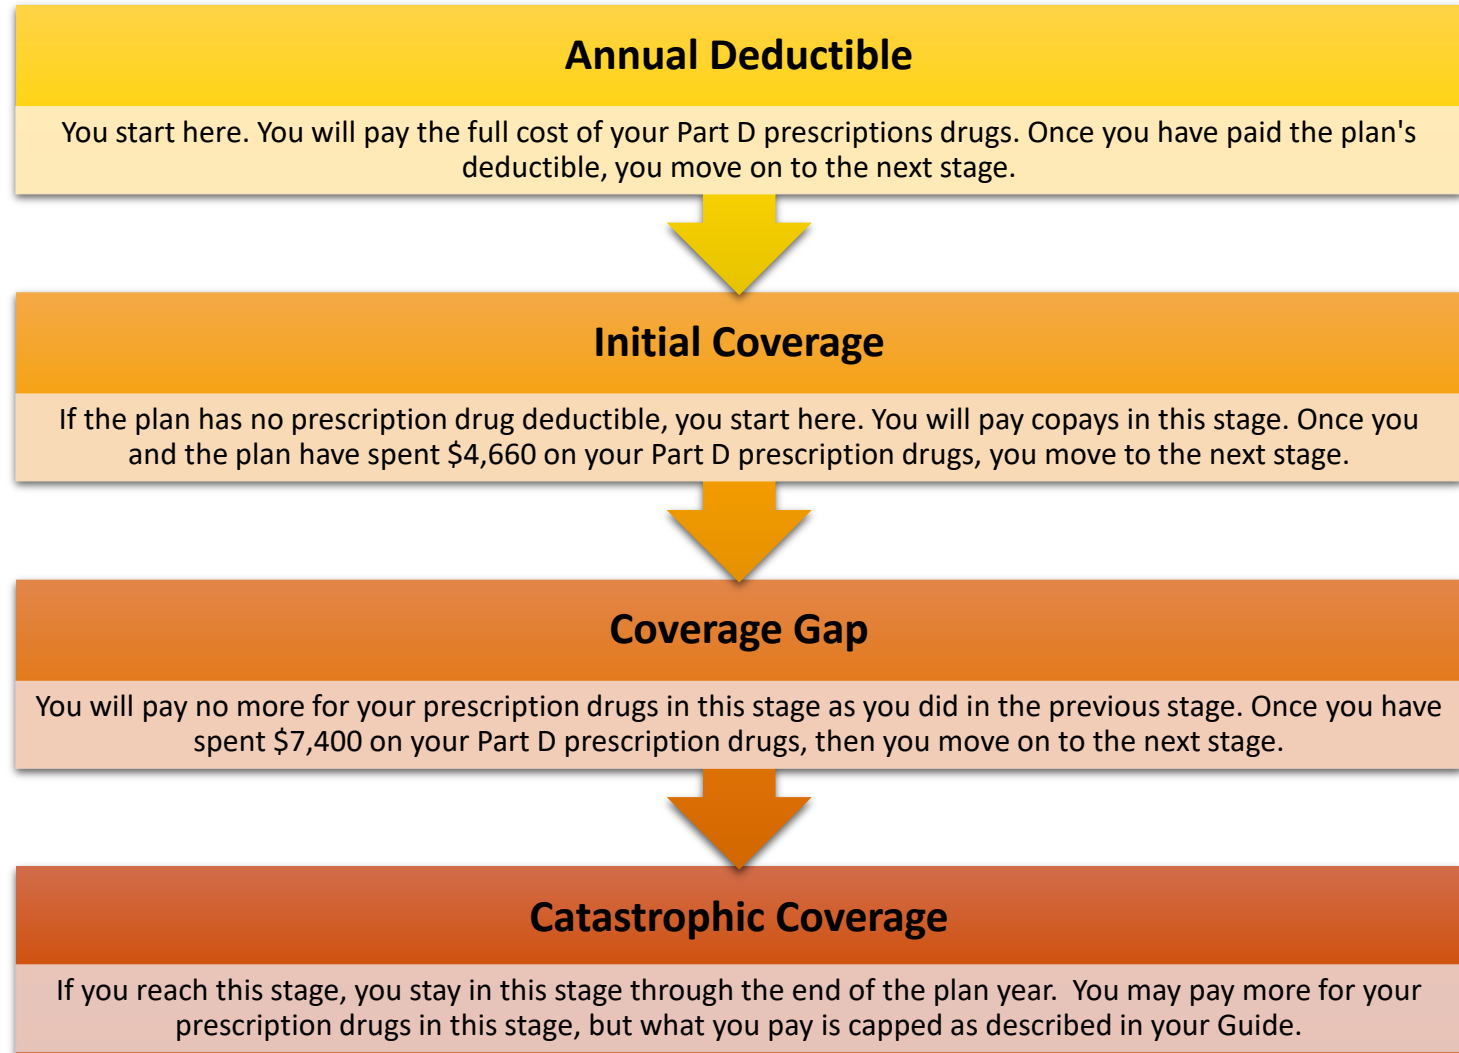 Annual Deductible
You start here. You will pay the full cost of your Part D prescriptions drugs. Once you have paid the plan's
deductible, you move on to the next stage.
Initial Coverage
If the plan has no prescription drug deductible, you start here. You will pay copays in this stage. Once you
and the plan have spent $4,660 on your Part D prescription drugs, you move to the next stage.
Coverage Gap
You will pay no more for your prescription drugs in this stage as you did in the previous stage. Once you have
spent $7,400 on your Part D prescription drugs, then you move on to the next stage.
Catastrophic Coverage
If you reach this stage, you stay in this stage through the end of the plan year.  You may pay more for your
prescription drugs in this stage, but what you pay is capped as described in your Guide.